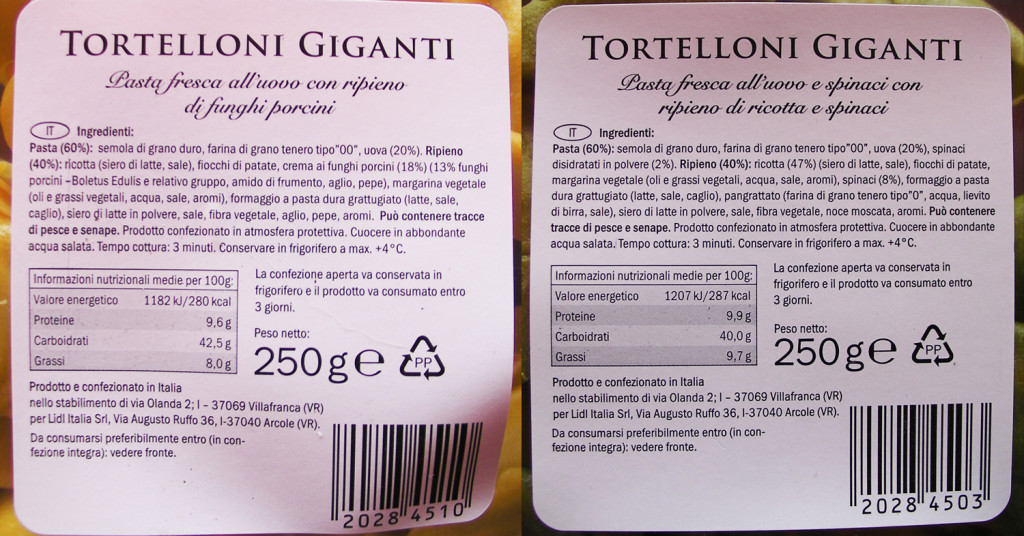 TORTELLONI GIGANTI
Pasta fresca all'uovo con ripieno
di funghi porcini
IT Ingredienti:
Pasta (60%): semola di grano duro, farina di grano tenero tipo"00", uova (20%). Ripieno
(40%): ricotta (siero di latte, sale), fiocchi di patate, crema ai funghi porcini (18%) (13% funghi
porcini –Boletus Edulis e relativo gruppo, amido di frumento, aglio, pepe), margarina vegetale
(oli e grassi vegetali, acqua, sale, aromi), formaggio a pasta dura grattugiato (latte, sale,
caglio), siero di latte in polvere, sale, fibra vegetale, aglio, pepe, aromi. Può contenere tracce
di pesce e senape. Prodotto confezionato in atmosfera protettiva. Cuocere in abbondante
acqua salata. Tempo cottura: 3 minuti. Conservare in frigorifero a max. +4°C.
Informazioni nutrizionali medie per 100g:
Valore energetico 1182 kJ/280 kcal
Proteine 9,6 g
Carboidrati 42,5 g
Grassi 8,0 g
La confezione aperta va conservata in
frigorifero e il prodotto va consumato entro
3 giorni.
Peso netto:
250g e
PP
Prodotto e confezionato in Italia
nello stabilimento di via Olanda 2; I – 37069 Villafranca (VR)
per Lidl Italia Srl, Via Augusto Ruffo 36, I-37040 Arcole (VR).
Da consumarsi preferibilmente entro (in con-
fezione integra): vedere fronte.
2028 4510
TORTELLONI GIGANTI
Pasta fresca all'uovo e spinaci con
ripieno di ricotta e spinaci
IT Ingredienti:
Pasta (60%): semola di grano duro, farina di grano tenero tipo"00", uova (20%), spinaci
disidratati in polvere (2%). Ripieno (40%): ricotta (47%) (siero di latte, sale), fiocchi di patate,
margarina vegetale (oli e grassi vegetali, acqua, sale, aromi), spinaci (8%), formaggio a pasta
dura grattugiato (latte, sale, caglio), pangrattato (farina di grano tenero tipo"0", acqua, lievito
di birra, sale), siero di latte in polvere, sale, fibra vegetale, noce moscata, aromi. Può contenere
tracce di pesce e senape. Prodotto confezionato in atmosfera protettiva. Cuocere in abbondante
acqua salata. Tempo cottura: 3 minuti. Conservare in frigorifero a max. +4°C.
Informazioni nutrizionali medie per 100g:
Valore energetico 1207 kJ/287 kcal
Proteine 9,9 g
Carboidrati 40,0 g
Grassi 9,7 g
La confezione aperta va conservata in
frigorifero e il prodotto va consumato entro
3 giorni.
Peso netto:
250g e
PP
Prodotto e confezionato in Italia
nello stabilimento di via Olanda 2; I – 37069 Villafranca (VR)
per Lidl Italia Srl, Via Augusto Ruffo 36, I-37040 Arcole (VR).
Da consumarsi preferibilmente entro (in con-
fezione integra): vedere fronte.
2028 4503